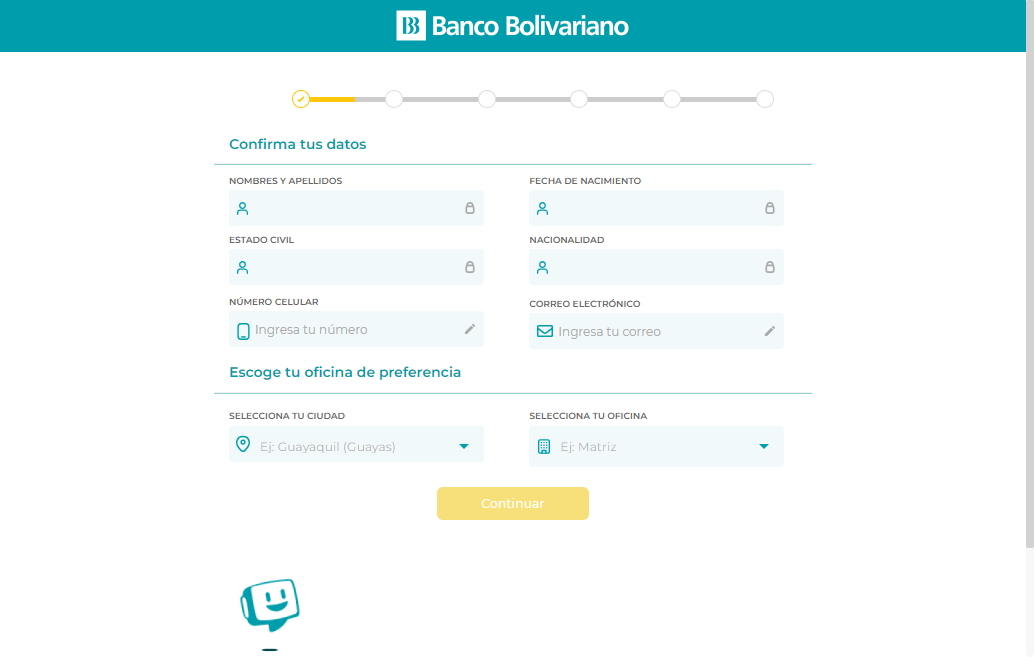 Banco Bolivariano
Confirma tus datos
NOMBRES Y APELLIDOS
FECHA DE NACIMIENTO
ESTADO CIVIL
NACIONALIDAD
NÚMERO CELULAR
CORREO ELECTRÓNICO
Ingresa tu número
Ingresa tu correo
Escoge tu oficina de preferencia
SELECCIONA TU CIUDAD
SELECCIONA TU OFICINA
Ej: Guayaquil (Guayas)
Ej: Matriz
Continuar